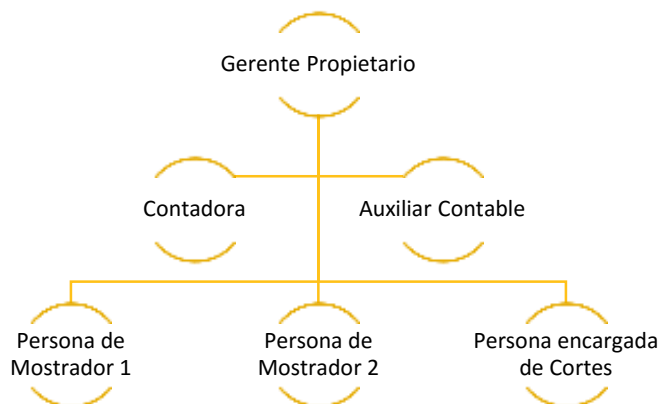 Gerente Propietario
Contadora
Auxiliar Contable
Persona de
Mostrador 1
Persona de
Mostrador 2
Persona encargada
de Cortes